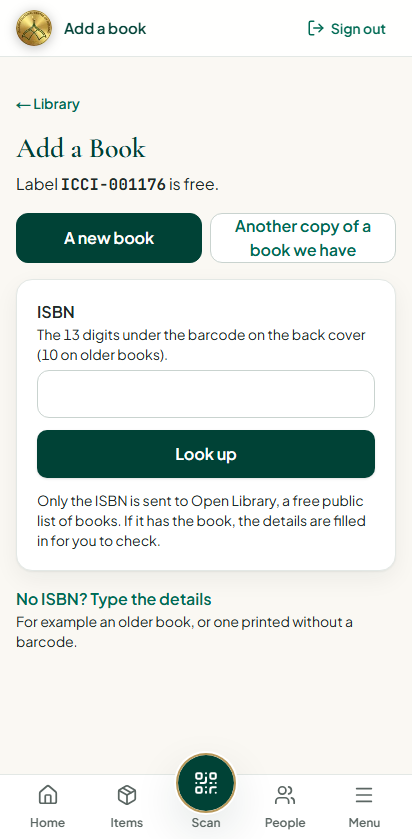 Add a book
Sign out
← Library
Add a Book
Label ICCI-001176 is free.
A new book
Another copy of a
book we have
ISBN
The 13 digits under the barcode on the back cover
(10 on older books).
Look up
Only the ISBN is sent to Open Library, a free public
list of books. If it has the book, the details are filled
in for you to check.
No ISBN? Type the details
For example an older book, or one printed without a
barcode.
Home
Items
Scan
People
Menu